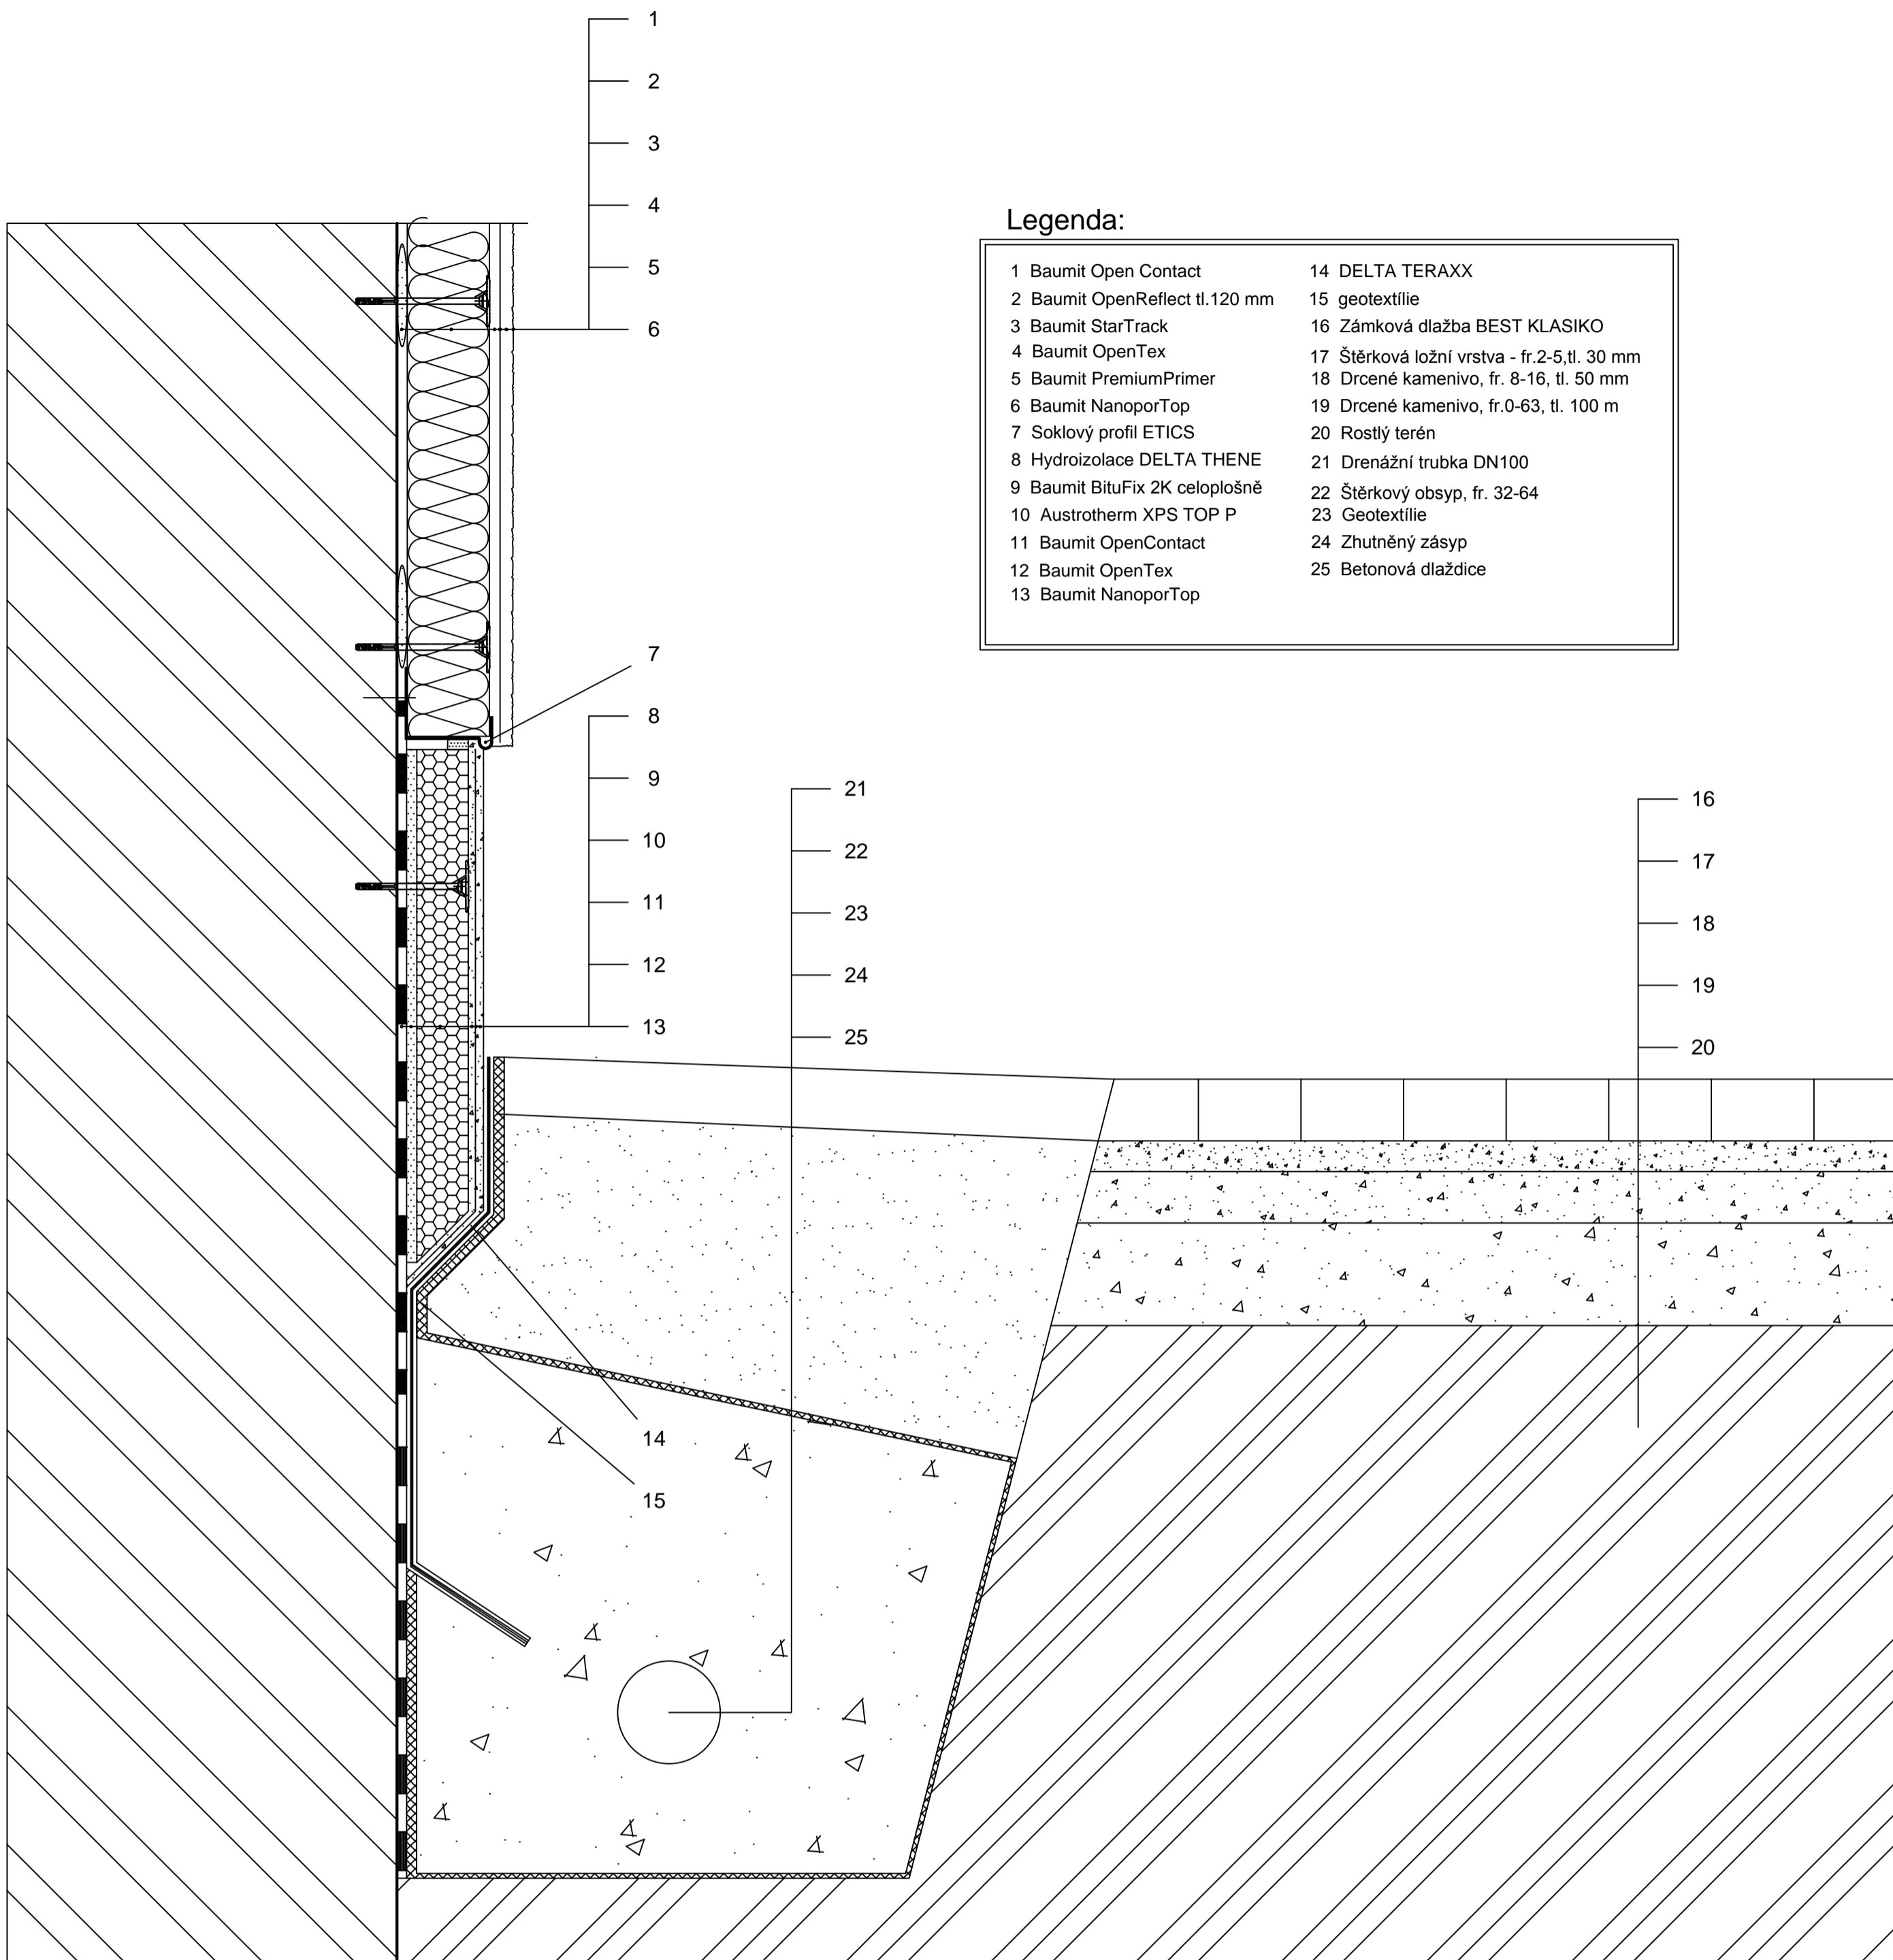 1
2
3
4
5
6
Legenda:
1 Baumit Open Contact
2 Baumit OpenReflect tl.120 mm
3 Baumit StarTrack
4 Baumit OpenTex
5 Baumit PremiumPrimer
6 Baumit NanoporTop
7 Soklový profil ETICS
8 Hydroizolace DELTA THENE
9 Baumit BituFix 2K celoplošně
10 Austrotherm XPS TOP P
11 Baumit OpenContact
12 Baumit OpenTex
13 Baumit NanoporTop
14 DELTA TERAXX
15 geotextílie
16 Zámková dlažba BEST KLASIKO
17 Štěrková ložní vrstva - fr.2-5,tl. 30 mm
18 Drcené kamenivo, fr. 8-16, tl. 50 mm
19 Drcené kamenivo, fr.0-63, tl. 100 m
20 Rostlý terén
21 Drenážní trubka DN100
22 Štěrkový obsyp, fr. 32-64
23 Geotextílie
24 Zhutněný zásyp
25 Betonová dlaždice
7
8
9
10
11
12
13
21
22
23
24
25
16
17
18
19
20
14
15